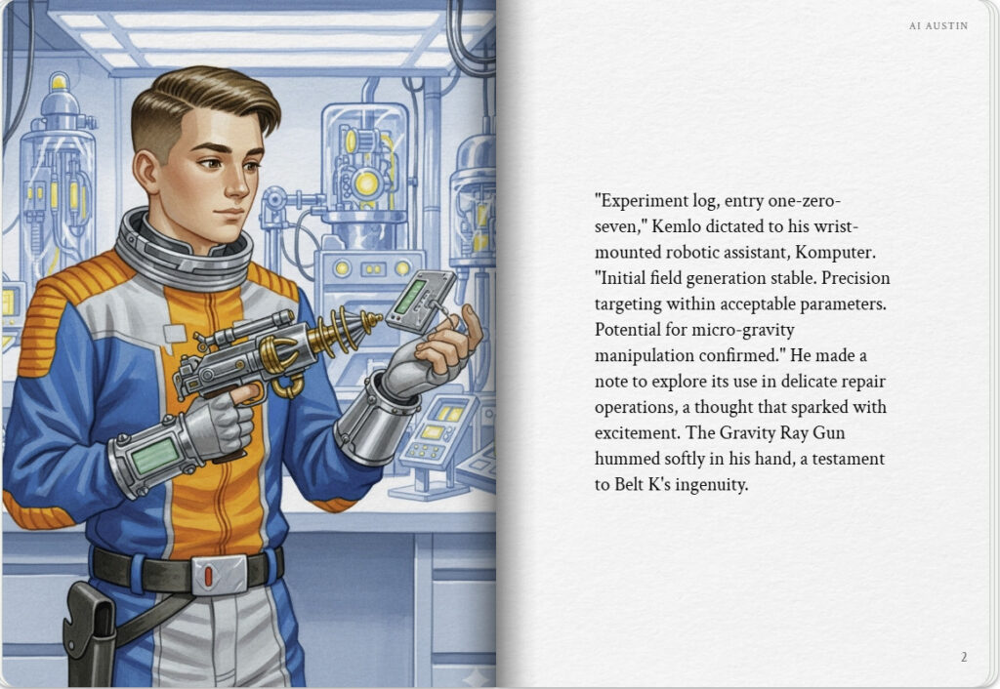 AI AUSTIN
"Experiment log, entry one-zero-
seven," Kemlo dictated to his wrist-
mounted robotic assistant, Komputer.
"Initial field generation stable. Precision
targeting within acceptable parameters.
Potential for micro-gravity
manipulation confirmed." He made a
note to explore its use in delicate repair
operations, a thought that sparked with
excitement. The Gravity Ray Gun
hummed softly in his hand, a testament
to Belt K's ingenuity.
2